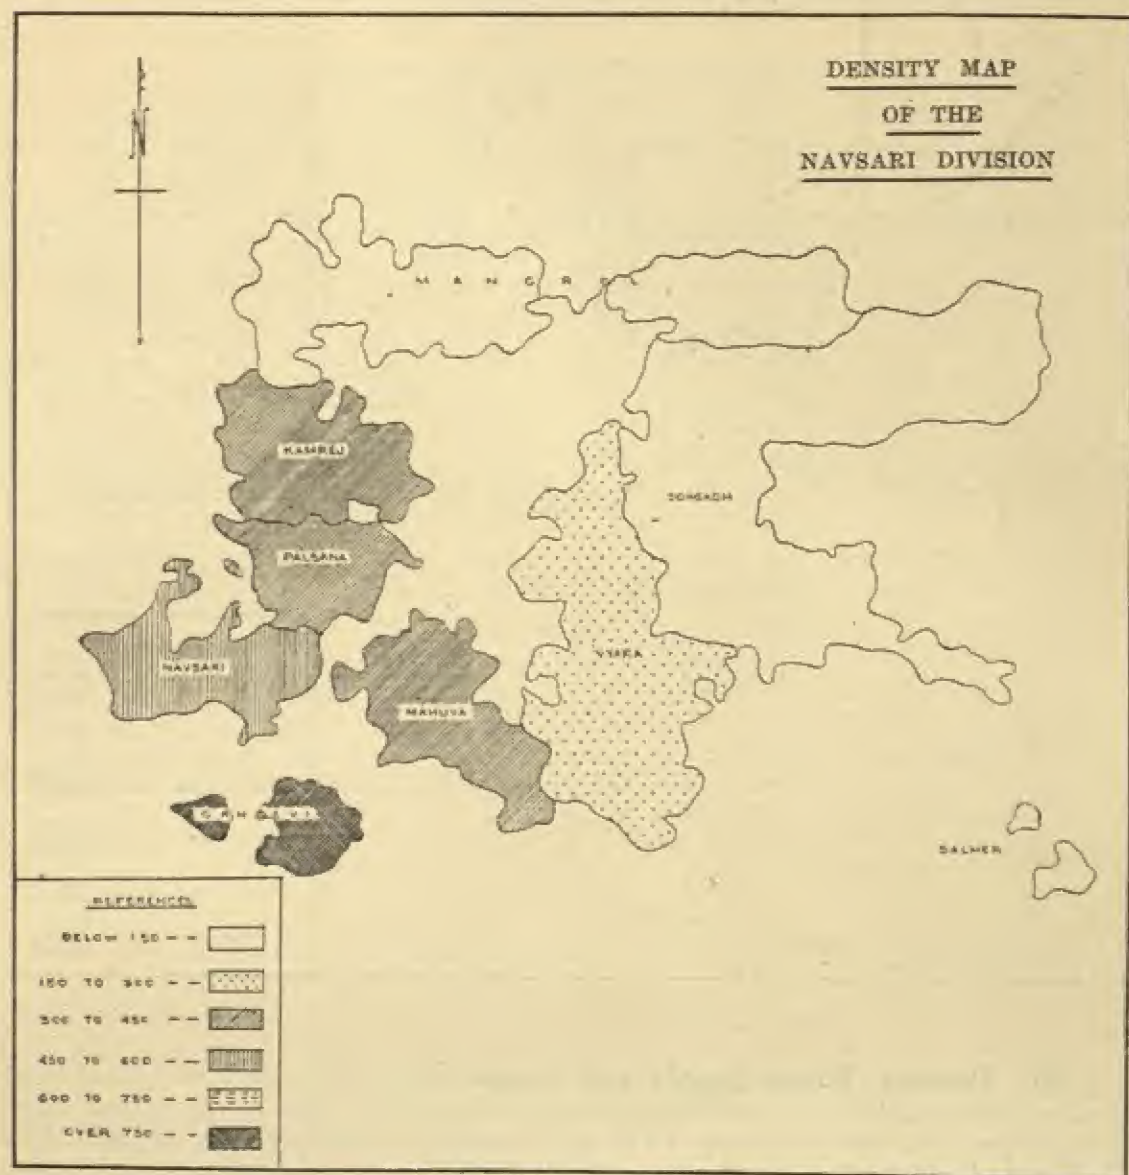 DENSITY MAP
OF THE
NAVSARI DIVISION
N
MANGROL
KAMREJ
SONGADH
PALSANA
VYARA
NAVSARI
MAHUVA
GANDEVI
SALHER
REFERENCES
BELOW 150 - -
150 TO 300 - -
300 TO 450 - -
450 TO 600 - -
600 TO 750 - -
OVER 750 - -